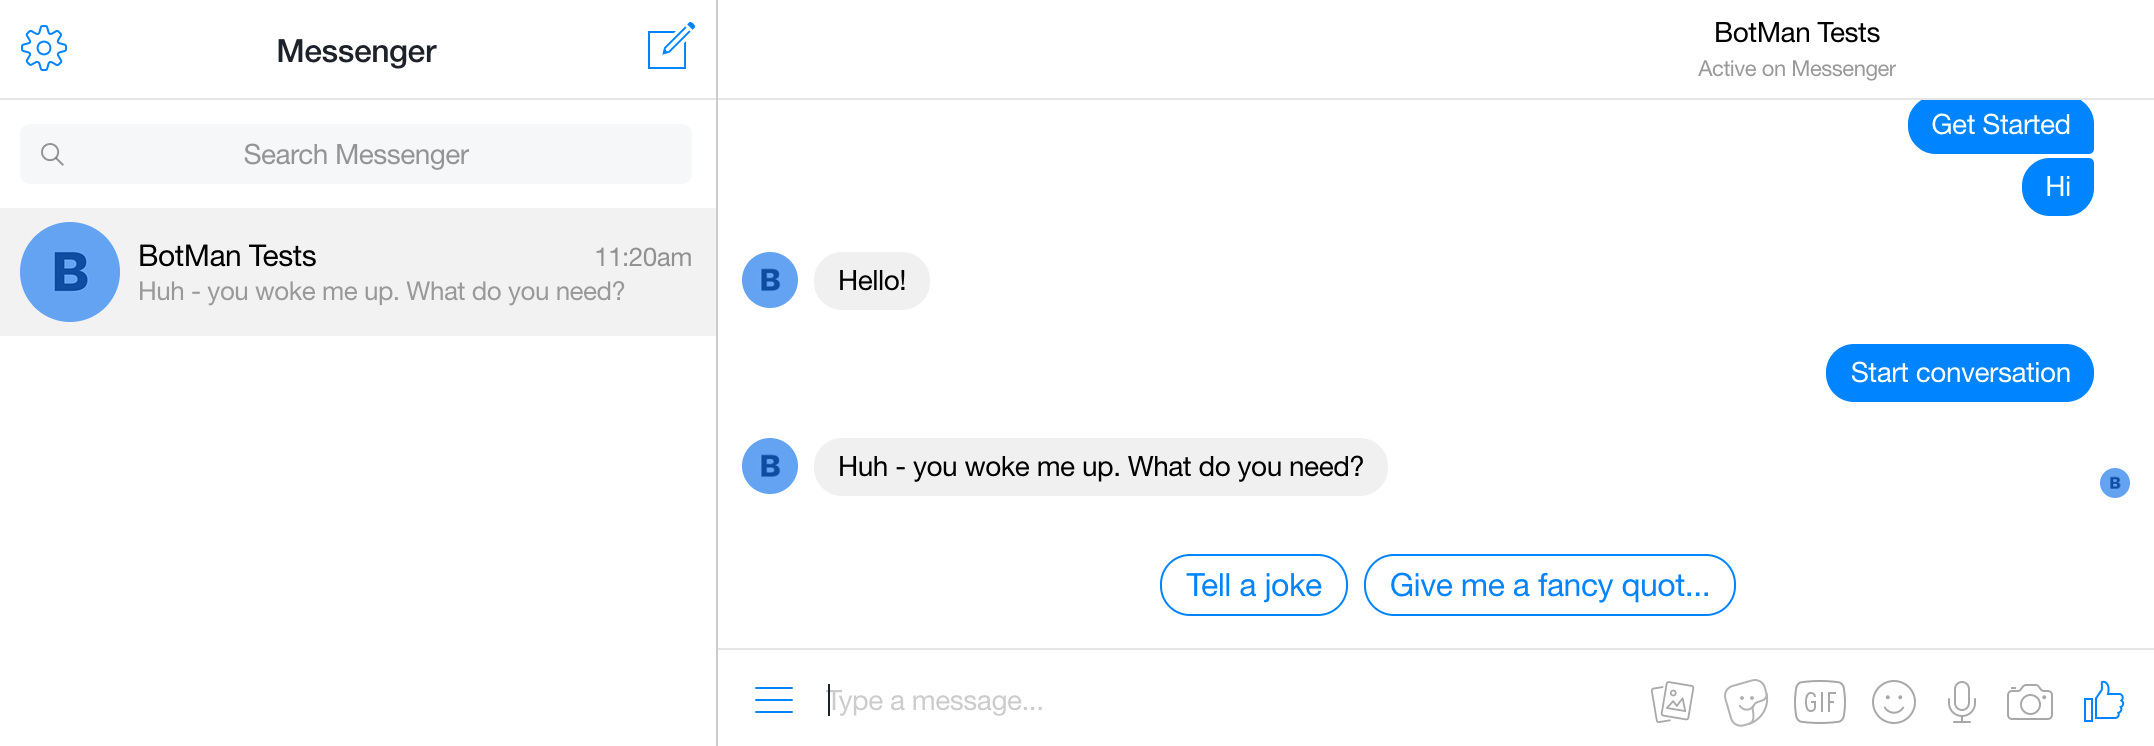 Messenger
Search Messenger
B
BotMan Tests
11:20am
Huh - you woke me up. What do you need?
BotMan Tests
Active on Messenger
Get Started
Hi
B
Hello!
Start conversation
B
Huh - you woke me up. What do you need?
B
Tell a joke
Give me a fancy quot...
Type a message...
GIF